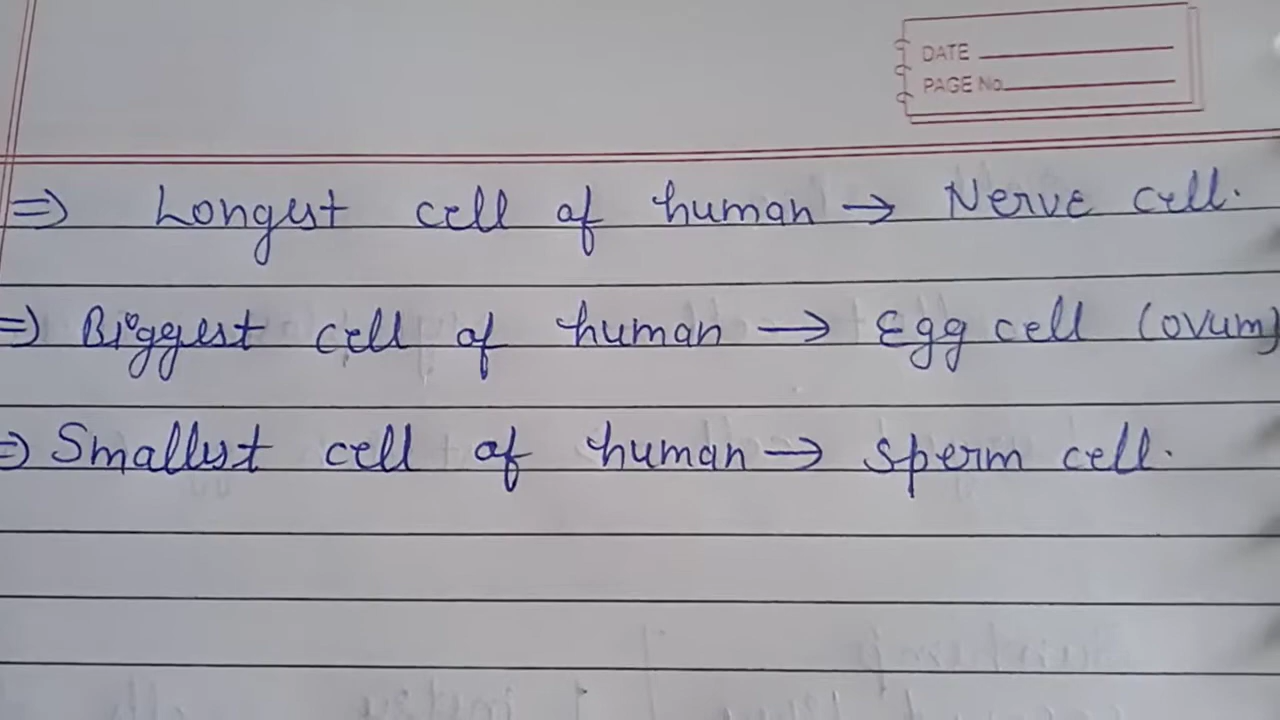 DATE
PAGE No.
⇒ Longest cell of human → Nerve cell.
⇒ Biggest cell of human → Egg cell (ovum)
⇒ Smallest cell of human → sperm cell.